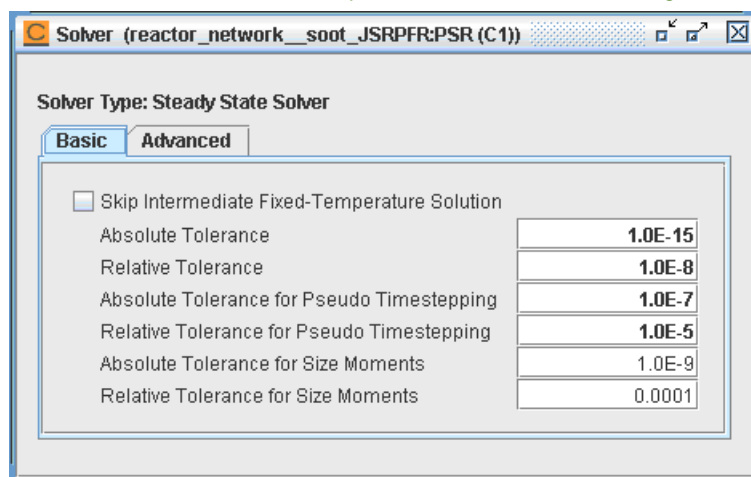 C Solver (reactor_network__soot_JSRPFR:PSR (C1))
Solver Type: Steady State Solver
Basic Advanced
Skip Intermediate Fixed-Temperature Solution
Absolute Tolerance 1.0E-15
Relative Tolerance 1.0E-8
Absolute Tolerance for Pseudo Timestepping 1.0E-7
Relative Tolerance for Pseudo Timestepping 1.0E-5
Absolute Tolerance for Size Moments 1.0E-9
Relative Tolerance for Size Moments 0.0001